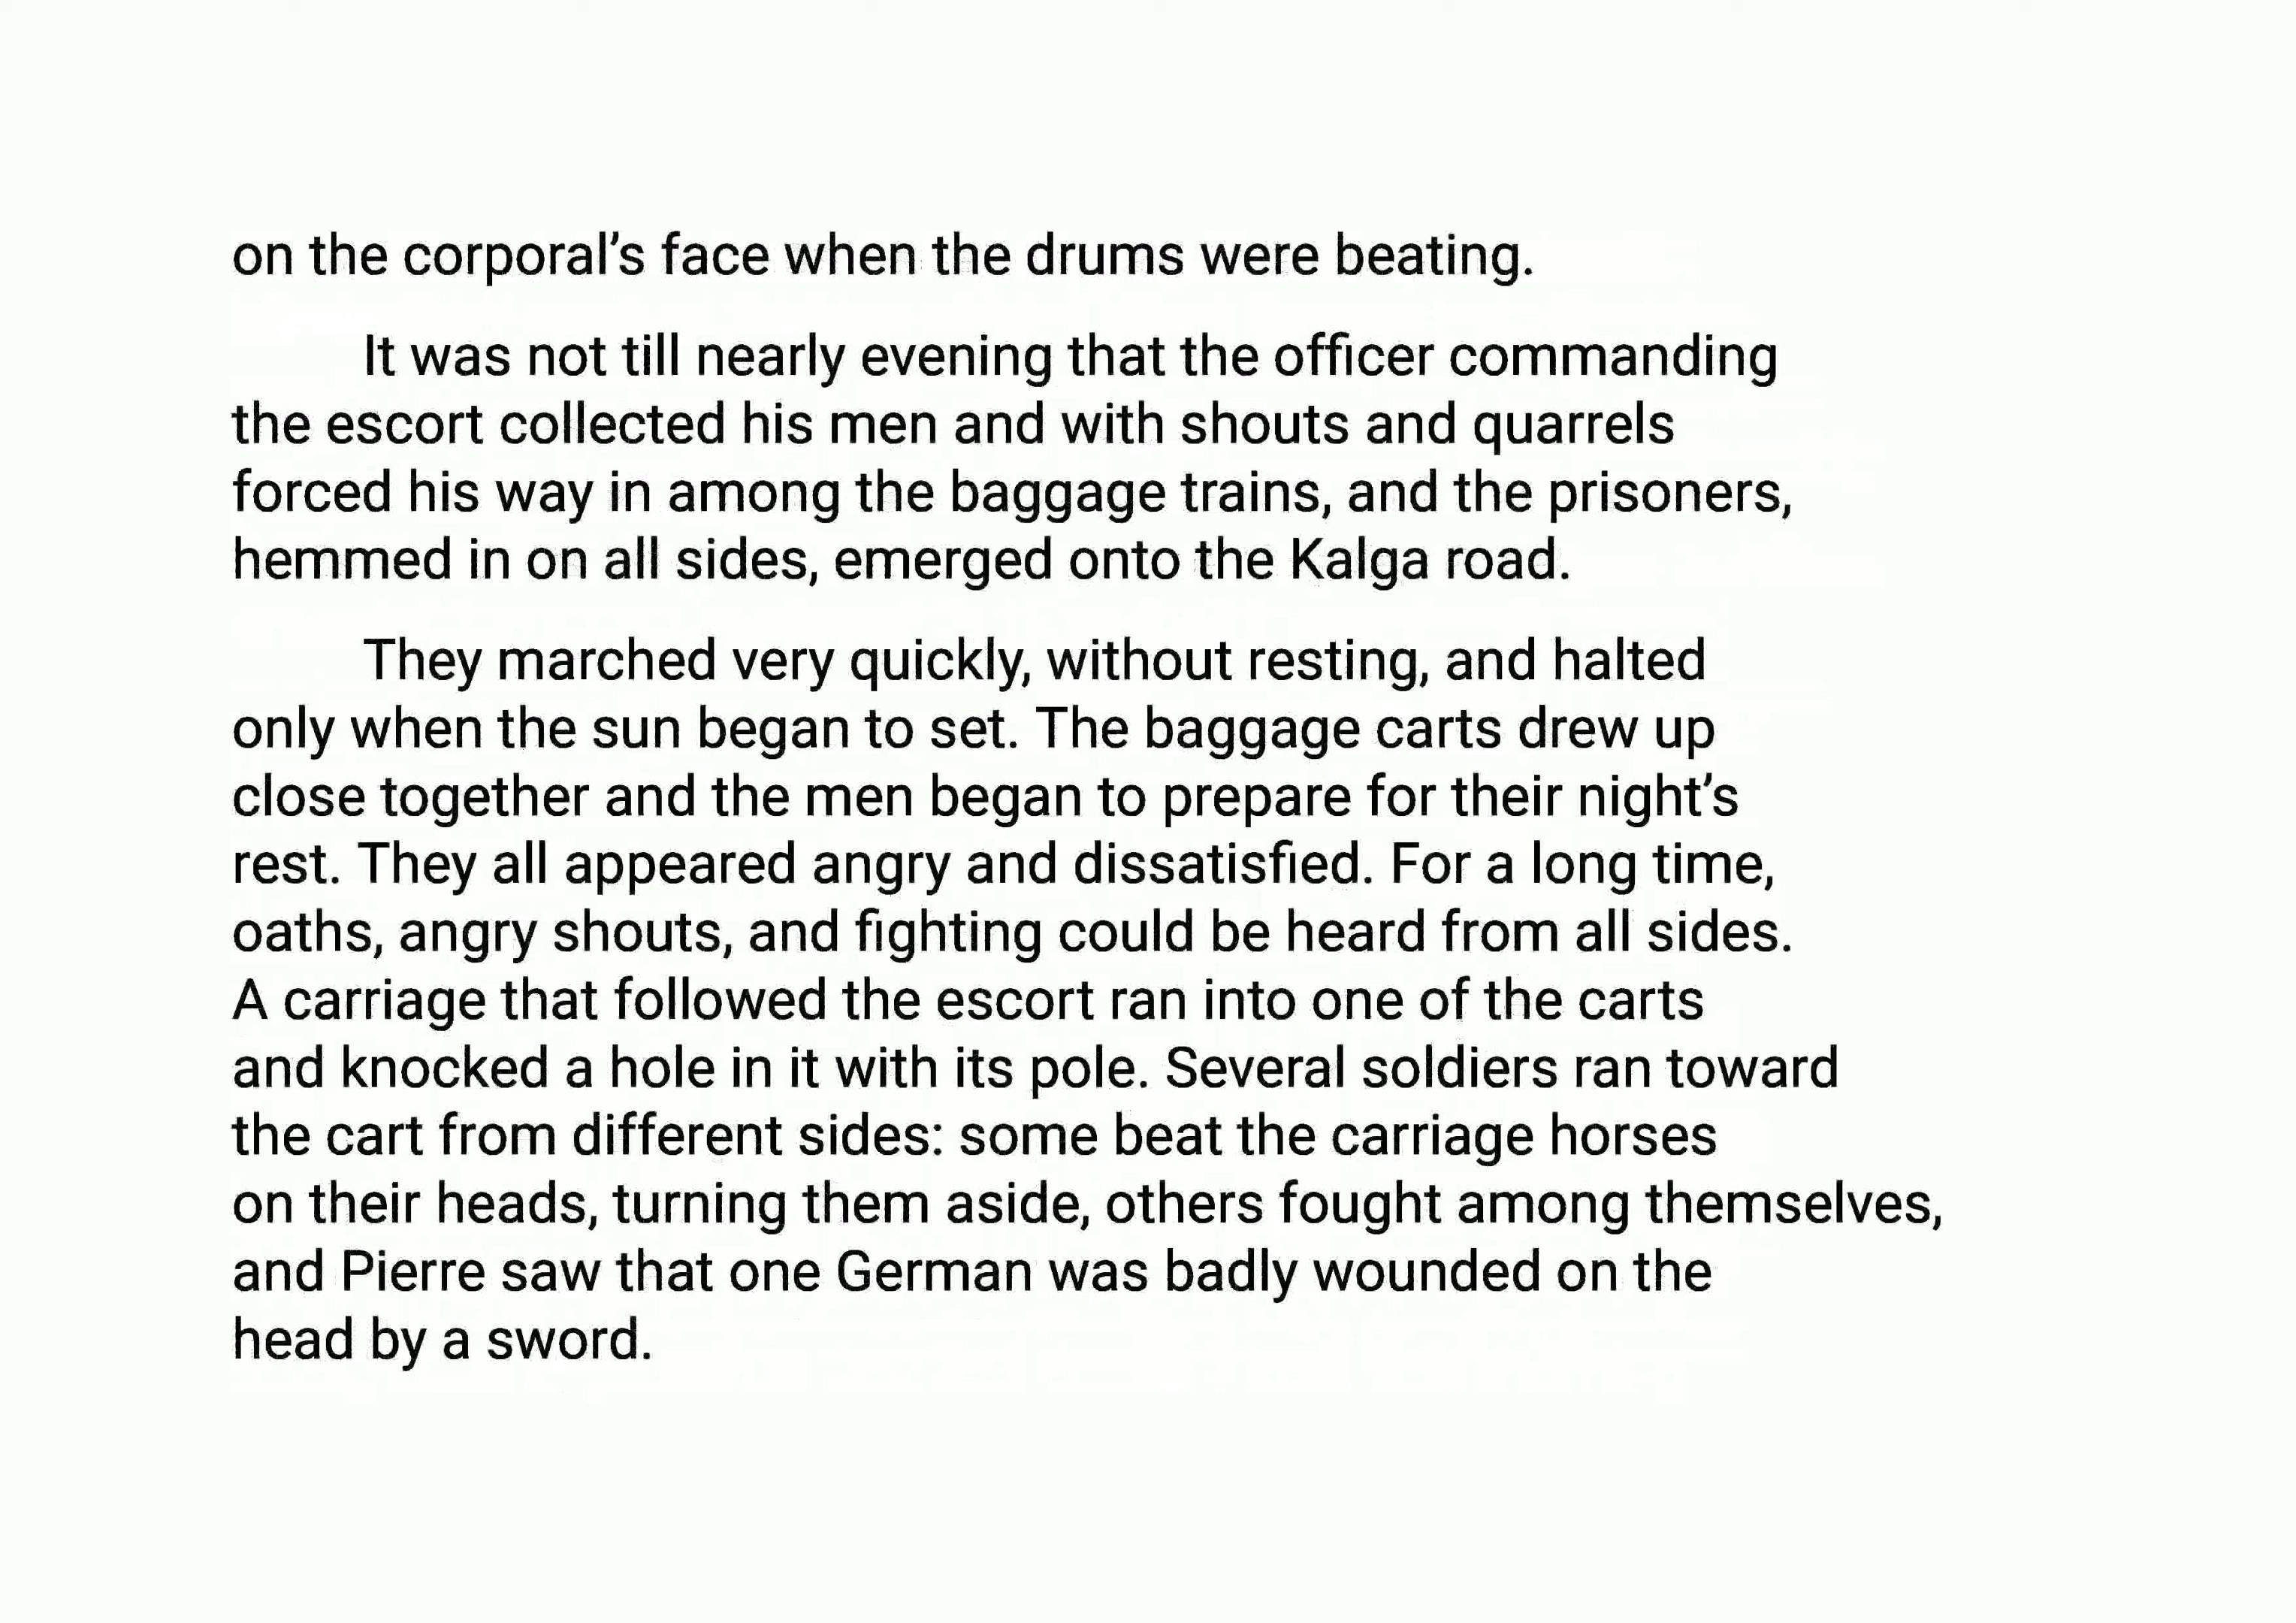 on the corporal’s face when the drums were beating.
It was not till nearly evening that the officer commanding
the escort collected his men and with shouts and quarrels
forced his way in among the baggage trains, and the prisoners,
hemmed in on all sides, emerged onto the Kalga road.
They marched very quickly, without resting, and halted
only when the sun began to set. The baggage carts drew up
close together and the men began to prepare for their night’s
rest. They all appeared angry and dissatisfied. For a long time,
oaths, angry shouts, and fighting could be heard from all sides.
A carriage that followed the escort ran into one of the carts
and knocked a hole in it with its pole. Several soldiers ran toward
the cart from different sides: some beat the carriage horses
on their heads, turning them aside, others fought among themselves,
and Pierre saw that one German was badly wounded on the
head by a sword.